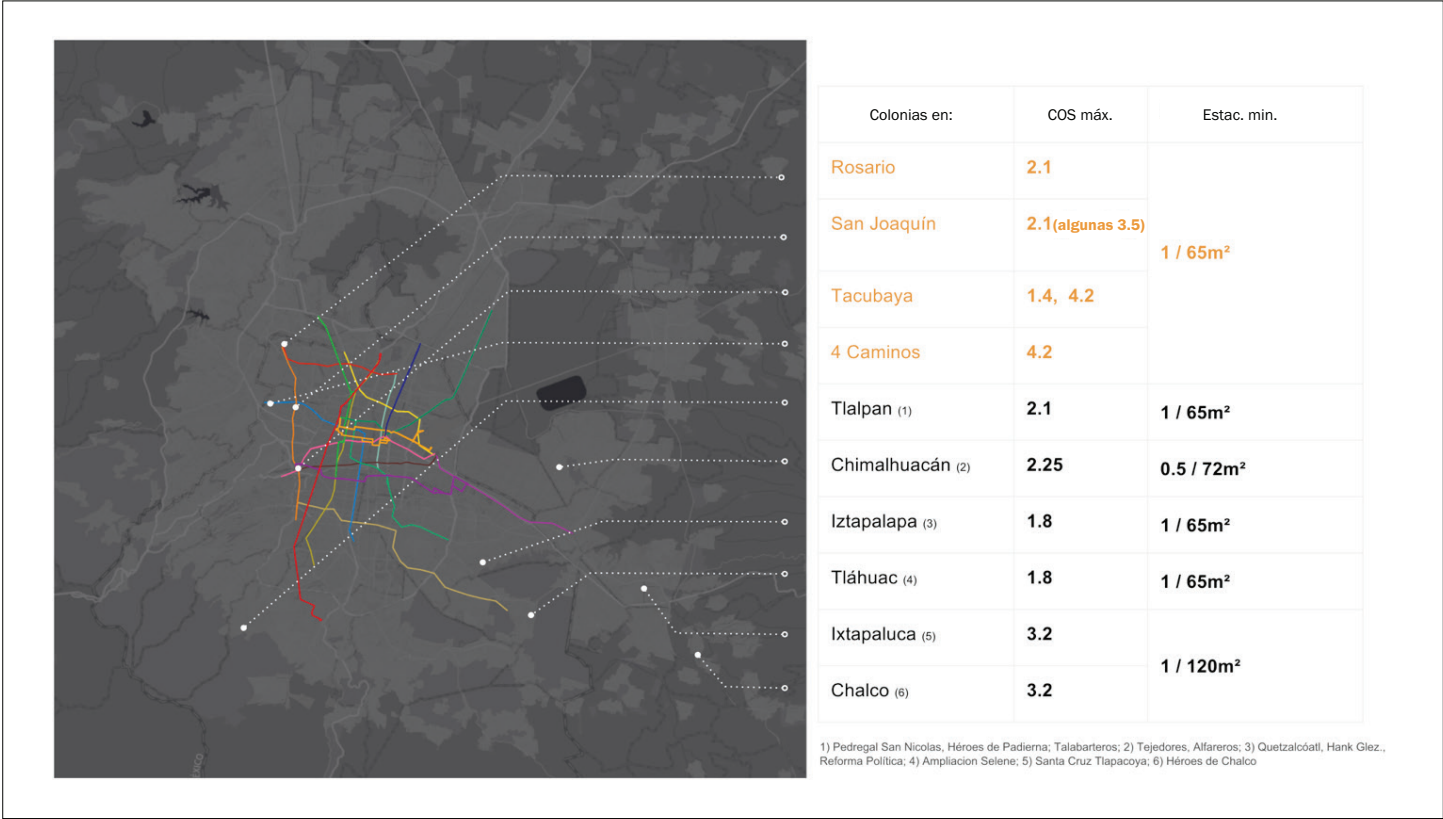 Colonias en: COS máx. Estac. min.
Rosario 2.1
San Joaquín 2.1(algunas 3.5)
1 / 65m²
Tacubaya 1.4, 4.2
4 Caminos 4.2
Tlalpan (1) 2.1 1 / 65m²
Chimalhuacán (2) 2.25 0.5 / 72m²
Iztapalapa (3) 1.8 1 / 65m²
Tláhuac (4) 1.8 1 / 65m²
Ixtapaluca (5) 3.2
1 / 120m²
Chalco (6) 3.2
1) Pedregal San Nicolas, Héroes de Padierna; Talabarteros; 2) Tejedores, Alfareros; 3) Quetzalcóatl, Hank Glez.,
Reforma Política; 4) Ampliacion Selene; 5) Santa Cruz Tlapacoya; 6) Héroes de Chalco